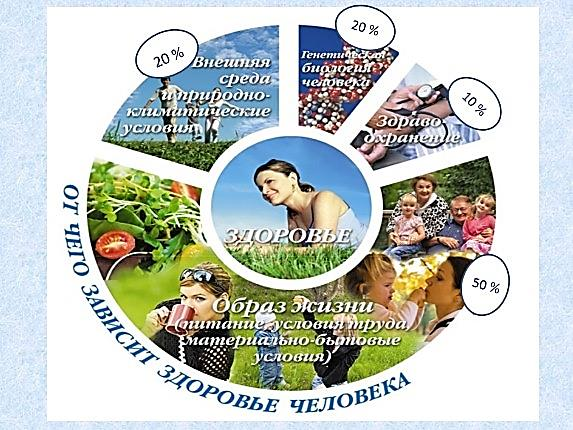 20 %
Внешняя
среда
и природно-
климатические
условия
20 %
Генетическая
биология
человека
10 %
Здраво-
охранение
ЗДОРОВЬЕ
50 %
Образ жизни
(питание, условия труда,
материально-бытовые
условия)
ОТ ЧЕГО ЗАВИСИТ ЗДОРОВЬЕ ЧЕЛОВЕКА